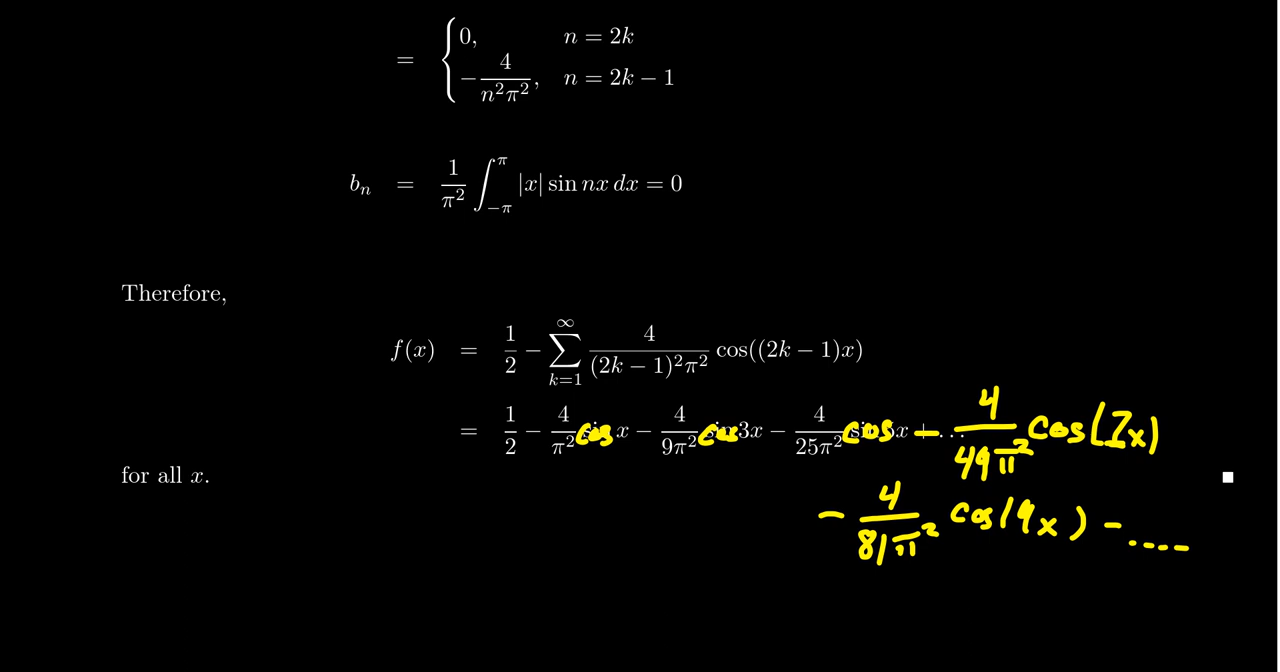 = { 0, n = 2k
− 4/(n²π²), n = 2k − 1
bₙ = 1/π² ∫_{−π}^{π} |x| sin nx dx = 0
Therefore,
f(x) = 1/2 − ∑_{k=1}^{∞} 4/((2k − 1)²π²) cos((2k − 1)x)
= 1/2 − 4/π² cos x − 4/(9π²) cos 3x − 4/(25π²) cos 5x − 4/(49π²) cos(7x)
for all x.
− 4/(81π²) cos(9x) − .....